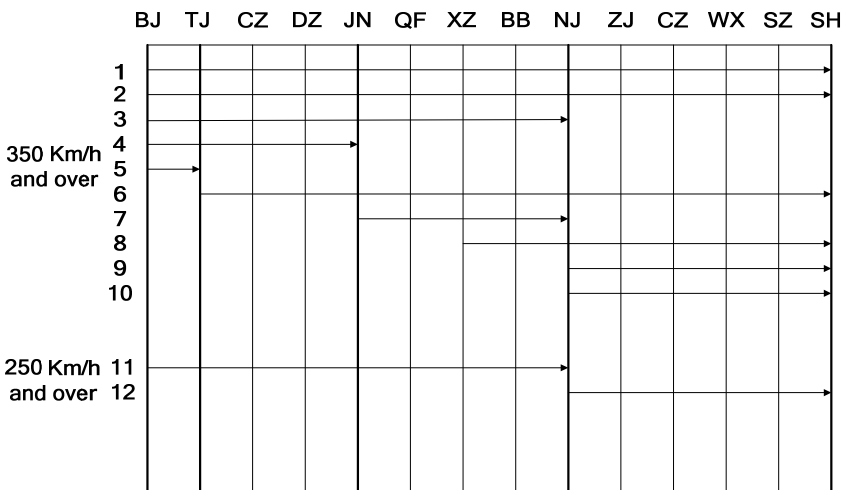 BJ TJ CZ DZ JN QF XZ BB NJ ZJ CZ WX SZ SH
1
2
3
350 Km/h 4
and over 5
6
7
8
9
10
250 Km/h 11
and over 12